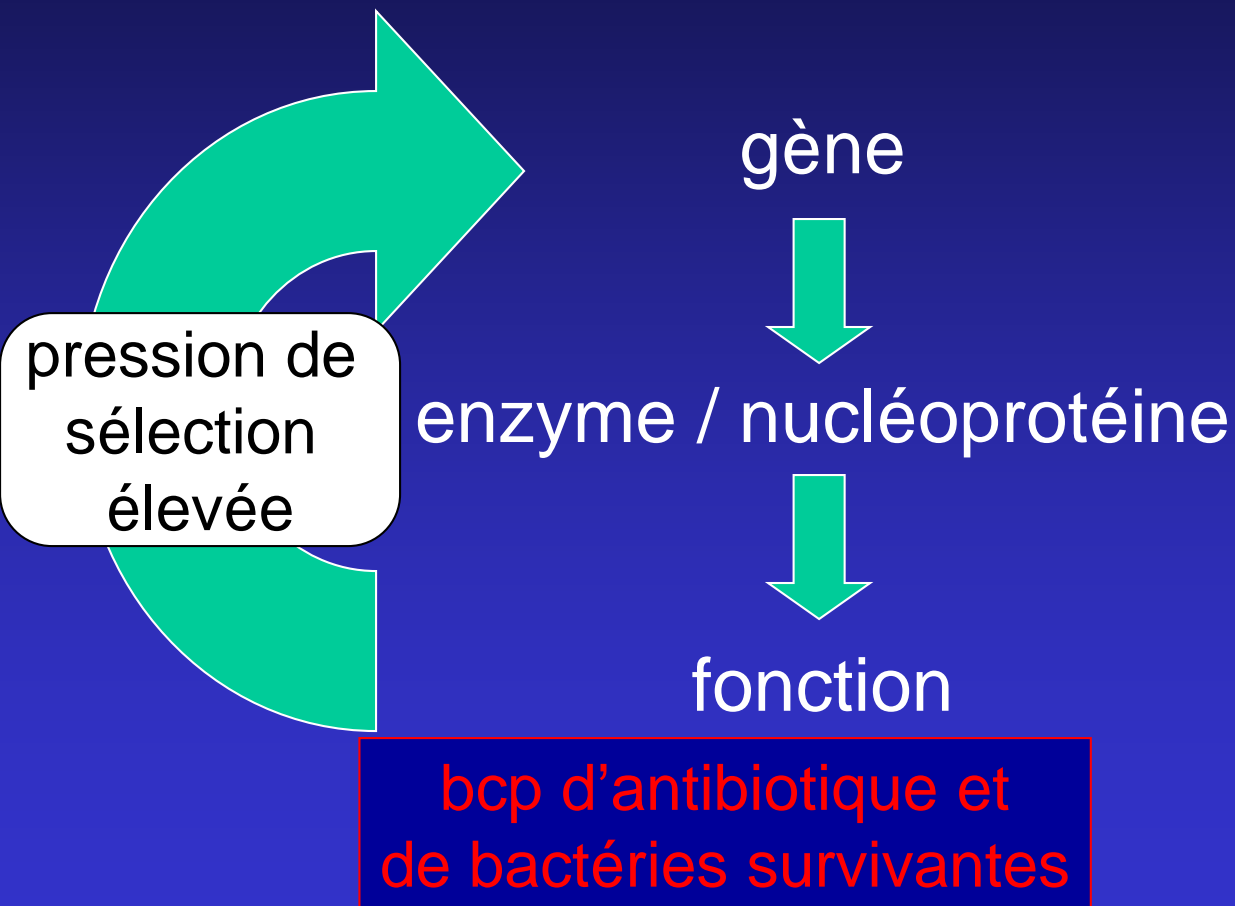 gène
pression de
sélection
élevée
enzyme / nucléoprotéine
fonction
bcp d’antibiotique et
de bactéries survivantes